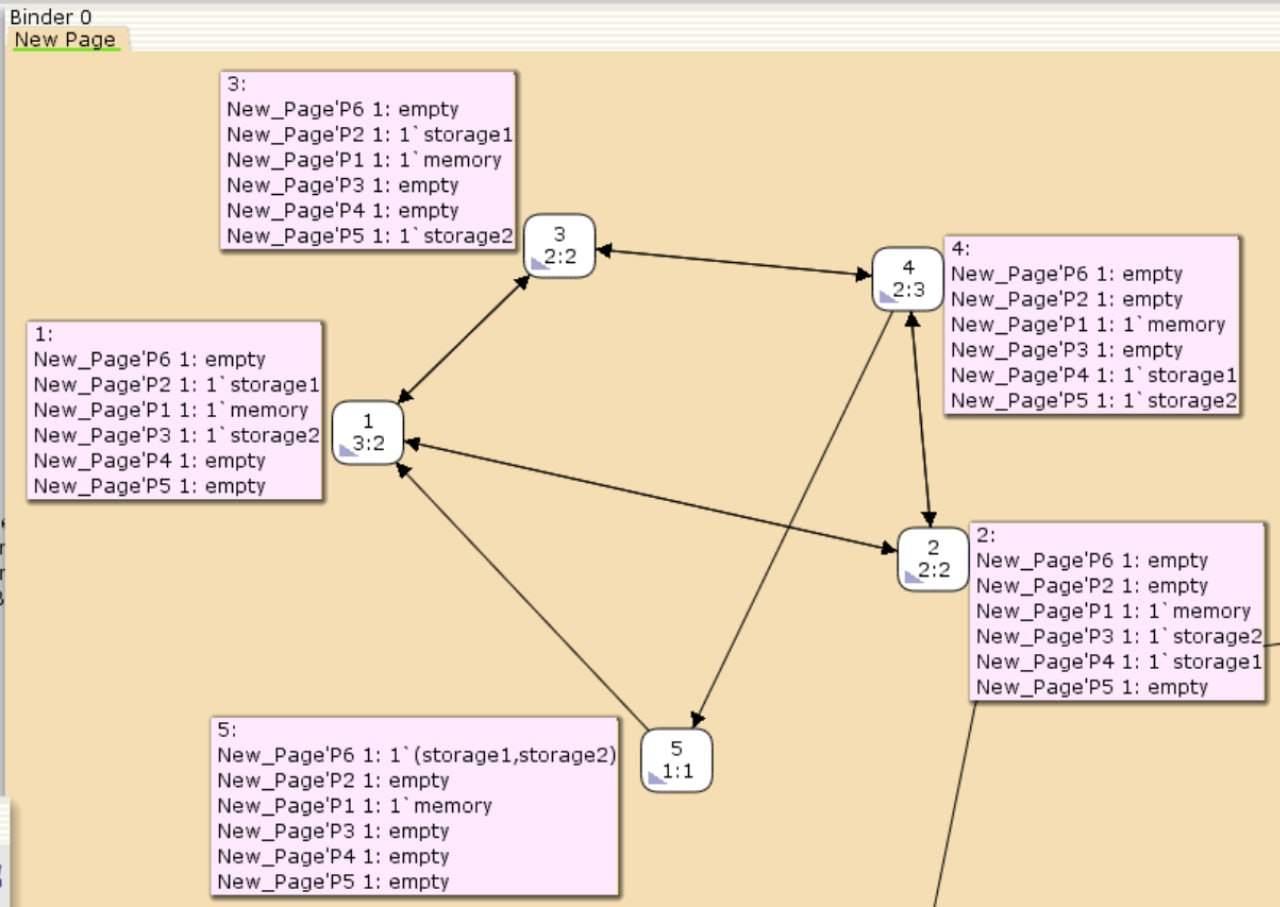 Binder 0
New Page
3:
New_Page'P6 1: empty
New_Page'P2 1: 1`storage1
New_Page'P1 1: 1`memory
New_Page'P3 1: empty
New_Page'P4 1: empty
New_Page'P5 1: 1`storage2
3
2:2
4
2:3
4:
New_Page'P6 1: empty
New_Page'P2 1: empty
New_Page'P1 1: 1`memory
New_Page'P3 1: empty
New_Page'P4 1: 1`storage1
New_Page'P5 1: 1`storage2
1:
New_Page'P6 1: empty
New_Page'P2 1: 1`storage1
New_Page'P1 1: 1`memory
New_Page'P3 1: 1`storage2
New_Page'P4 1: empty
New_Page'P5 1: empty
1
3:2
2
2:2
2:
New_Page'P6 1: empty
New_Page'P2 1: empty
New_Page'P1 1: 1`memory
New_Page'P3 1: 1`storage2
New_Page'P4 1: 1`storage1
New_Page'P5 1: empty
5:
New_Page'P6 1: 1`(storage1,storage2)
New_Page'P2 1: empty
New_Page'P1 1: 1`memory
New_Page'P3 1: empty
New_Page'P4 1: empty
New_Page'P5 1: empty
5
1:1